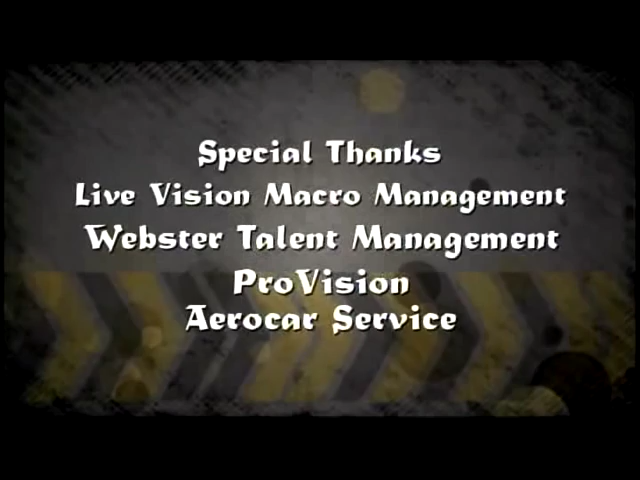 Special Thanks
Live Vision Macro Management
Webster Talent Management
ProVision
Aerocar Service